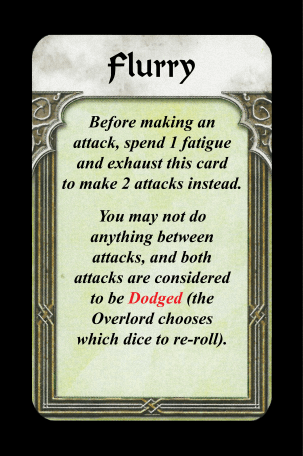 Flurry
Before making an
attack, spend 1 fatigue
and exhaust this card
to make 2 attacks instead.
You may not do
anything between
attacks, and both
attacks are considered
to be Dodged (the
Overlord chooses
which dice to re-roll).